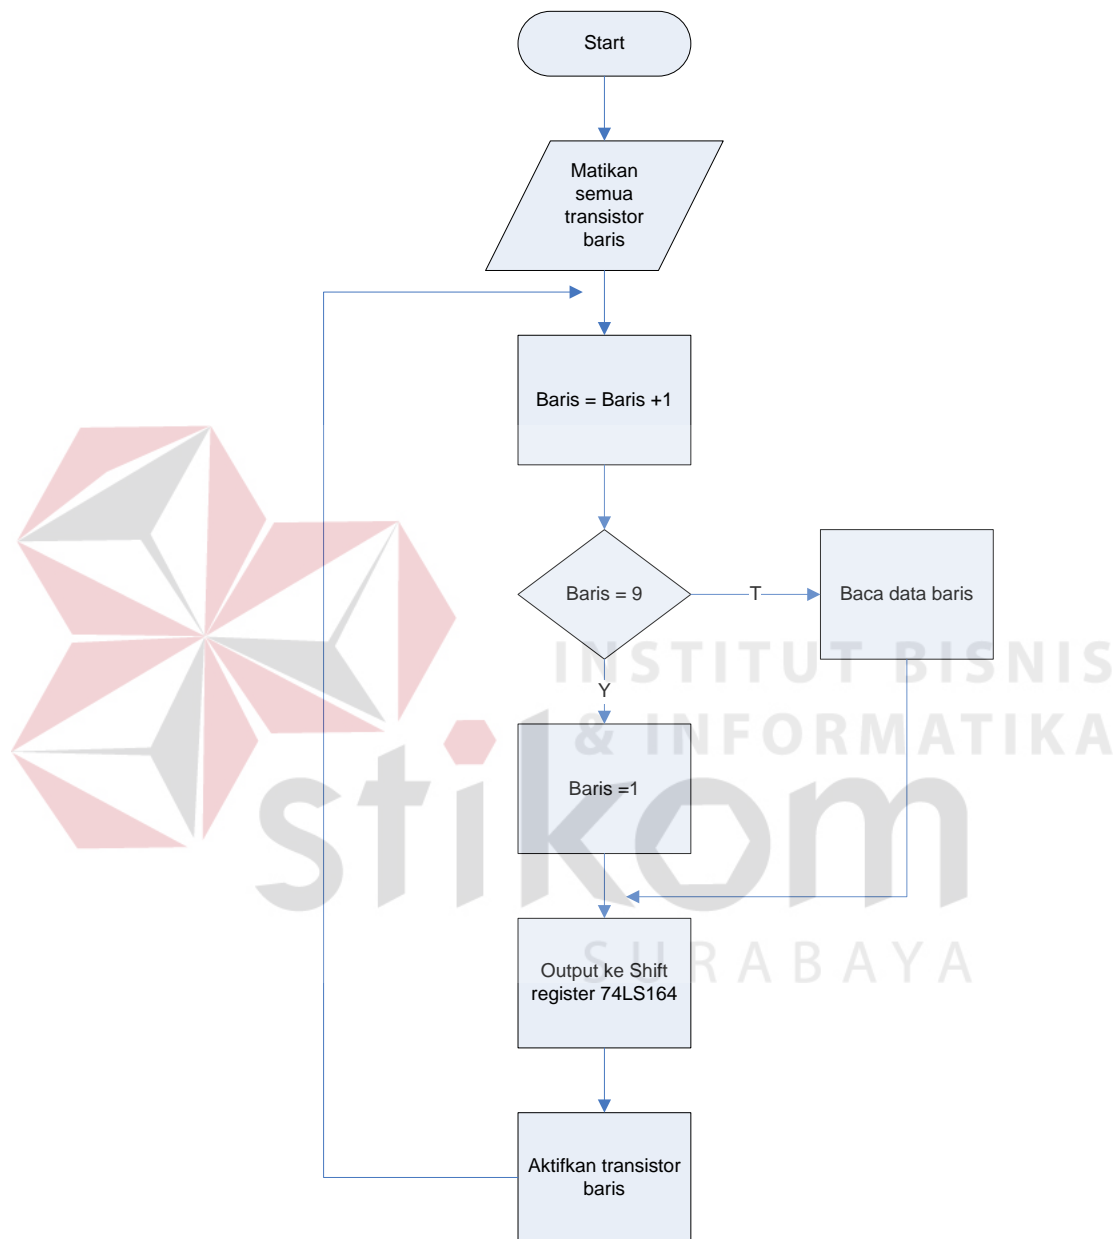 Start
Matikan
semua
transistor
baris
Baris = Baris +1
Baris = 9
T
Baca data baris
Y
Baris =1
Output ke Shift
register 74LS164
Aktifkan transistor
baris
INSTITUT BISNIS
& INFORMATIKA
stikom
SURABAYA